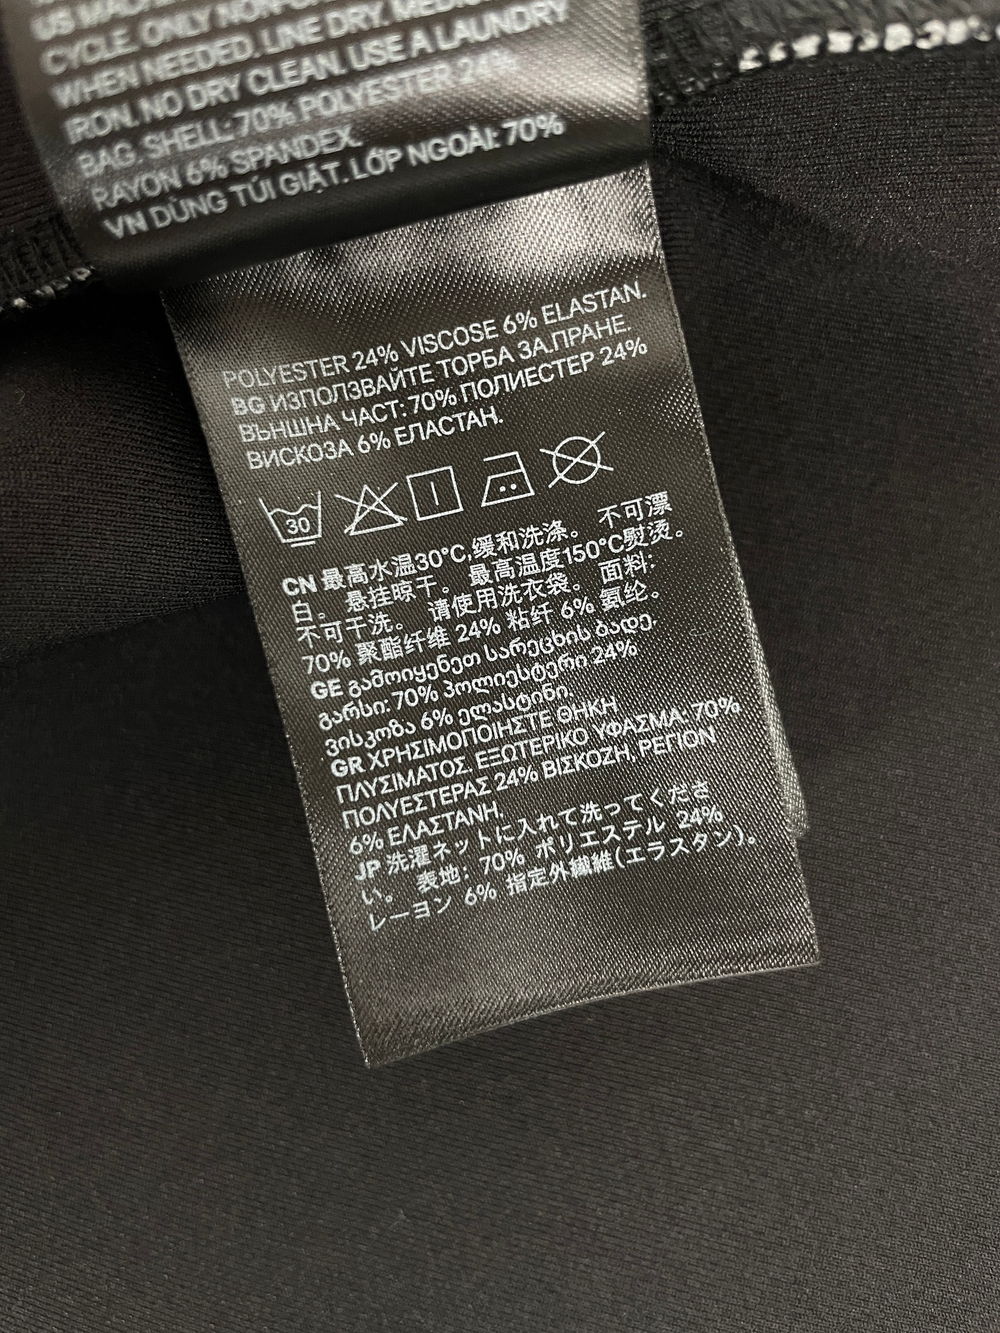 US MACHINE
CYCLE. ONLY NON-
WHEN NEEDED. LINE DRY. MEDIUM
IRON. NO DRY CLEAN. USE A LAUNDRY
BAG. SHELL: 70% POLYESTER 24%
RAYON 6% SPANDEX.
VN DÙNG TÚI GIẶT. LỚP NGOÀI: 70%
POLYESTER 24% VISCOSE 6% ELASTAN.
BG ИЗПОЛЗВАЙТЕ ТОРБА ЗА.ПРАНЕ.
ВЪНШНА ЧАСТ: 70% ПОЛИЕСТЕР 24%
ВИСКОЗА 6% ЕЛАСТАН.
30
CN 最高水温30°C,缓和洗涤。 不可漂
白。 悬挂晾干。 最高温度150°C熨烫。
不可干洗。 请使用洗衣袋。 面料:
70% 聚酯纤维 24% 粘纤 6% 氨纶。
GE გამოიყენეთ სარეცხის ბადე.
გარსი: 70% პოლიესტერი 24%
ვისკოზა 6% ელასტინი.
GR ΧΡΗΣΙΜΟΠΟΙΗΣΤΕ ΘΗΚΗ
ΠΛΥΣΙΜΑΤΟΣ. ΕΞΩΤΕΡΙΚΟ ΥΦΑΣΜΑ: 70%
ΠΟΛΥΕΣΤΕΡΑΣ 24% ΒΙΣΚΟΖΗ, ΡΕΓΙΟΝ
6% ΕΛΑΣΤΑΝΗ.
JP 洗濯ネットに入れて洗ってくださ
い。 表地: 70% ポリエステル 24%
レーヨン 6% 指定外繊維(エラスタン)。